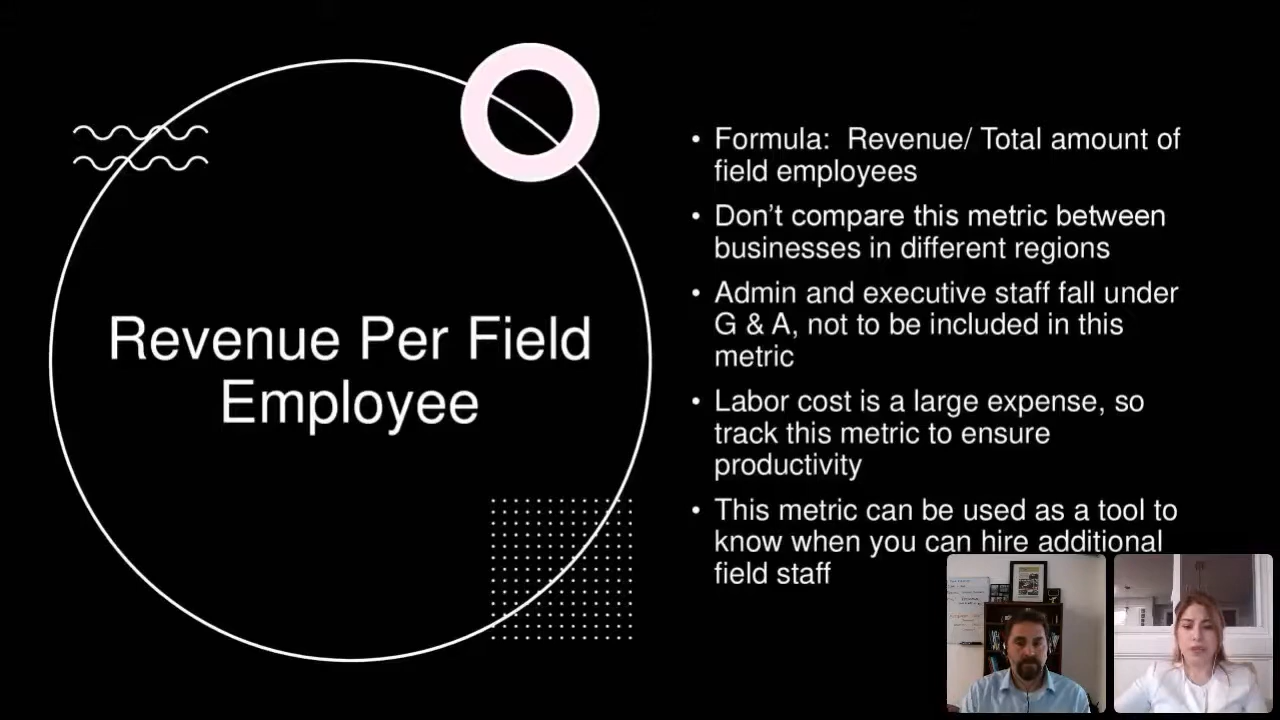 Revenue Per Field
Employee
• Formula:  Revenue/ Total amount of
field employees
• Don't compare this metric between
businesses in different regions
• Admin and executive staff fall under
G & A, not to be included in this
metric
• Labor cost is a large expense, so
track this metric to ensure
productivity
• This metric can be used as a tool to
know when you can hire additional
field staff